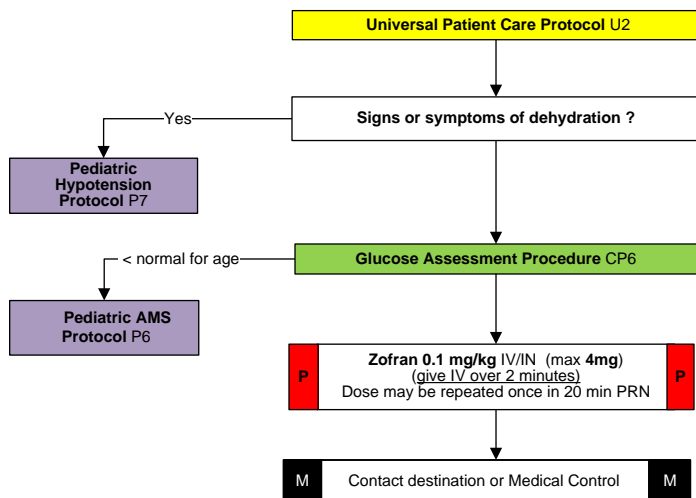 Universal Patient Care Protocol U2
Signs or symptoms of dehydration ?
Yes
Pediatric
Hypotension
Protocol P7
Glucose Assessment Procedure CP6
< normal for age
Pediatric AMS
Protocol P6
P
Zofran 0.1 mg/kg IV/IN (max 4mg)
(give IV over 2 minutes)
Dose may be repeated once in 20 min PRN
P
M
Contact destination or Medical Control
M